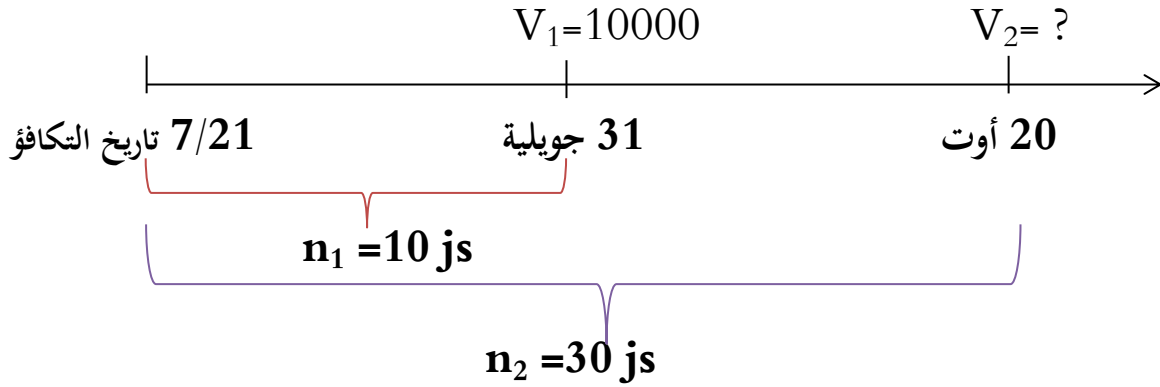 V₁=10000 V₂= ?
تاريخ التكافؤ 7/21 31 جويلية 20 أوت
n₁ =10 js
n₂ =30 js